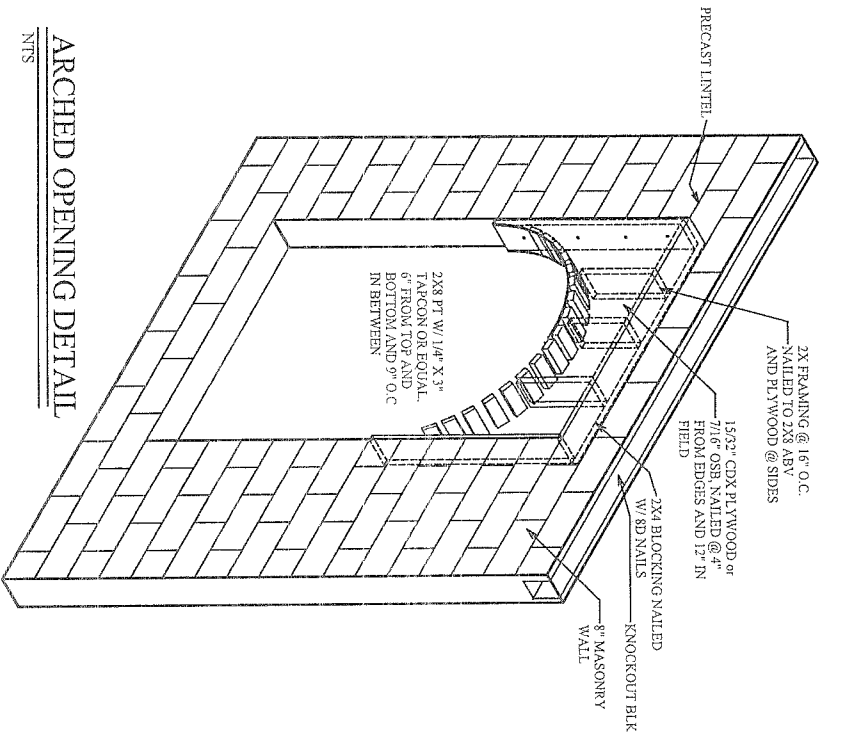 PRECAST LINTEL
2X FRAMING @ 16" O.C.
NAILED TO 2X8 ABV
AND PLYWOOD @ SIDES
15/32" CDX PLYWOOD or
7/16" OSB, NAILED @ 4"
FROM EDGES AND 12" IN
FIELD
2X4 BLOCKING NAILED
W/ 8D NAILS
KNOCKOUT BLK
8" MASONRY
WALL
2X8 PT W/ 1/4" X 3"
TAPCON OR EQUAL.
6" FROM TOP AND
BOTTOM AND 9" O.C
IN BETWEEN
ARCHED OPENING DETAIL
NTS